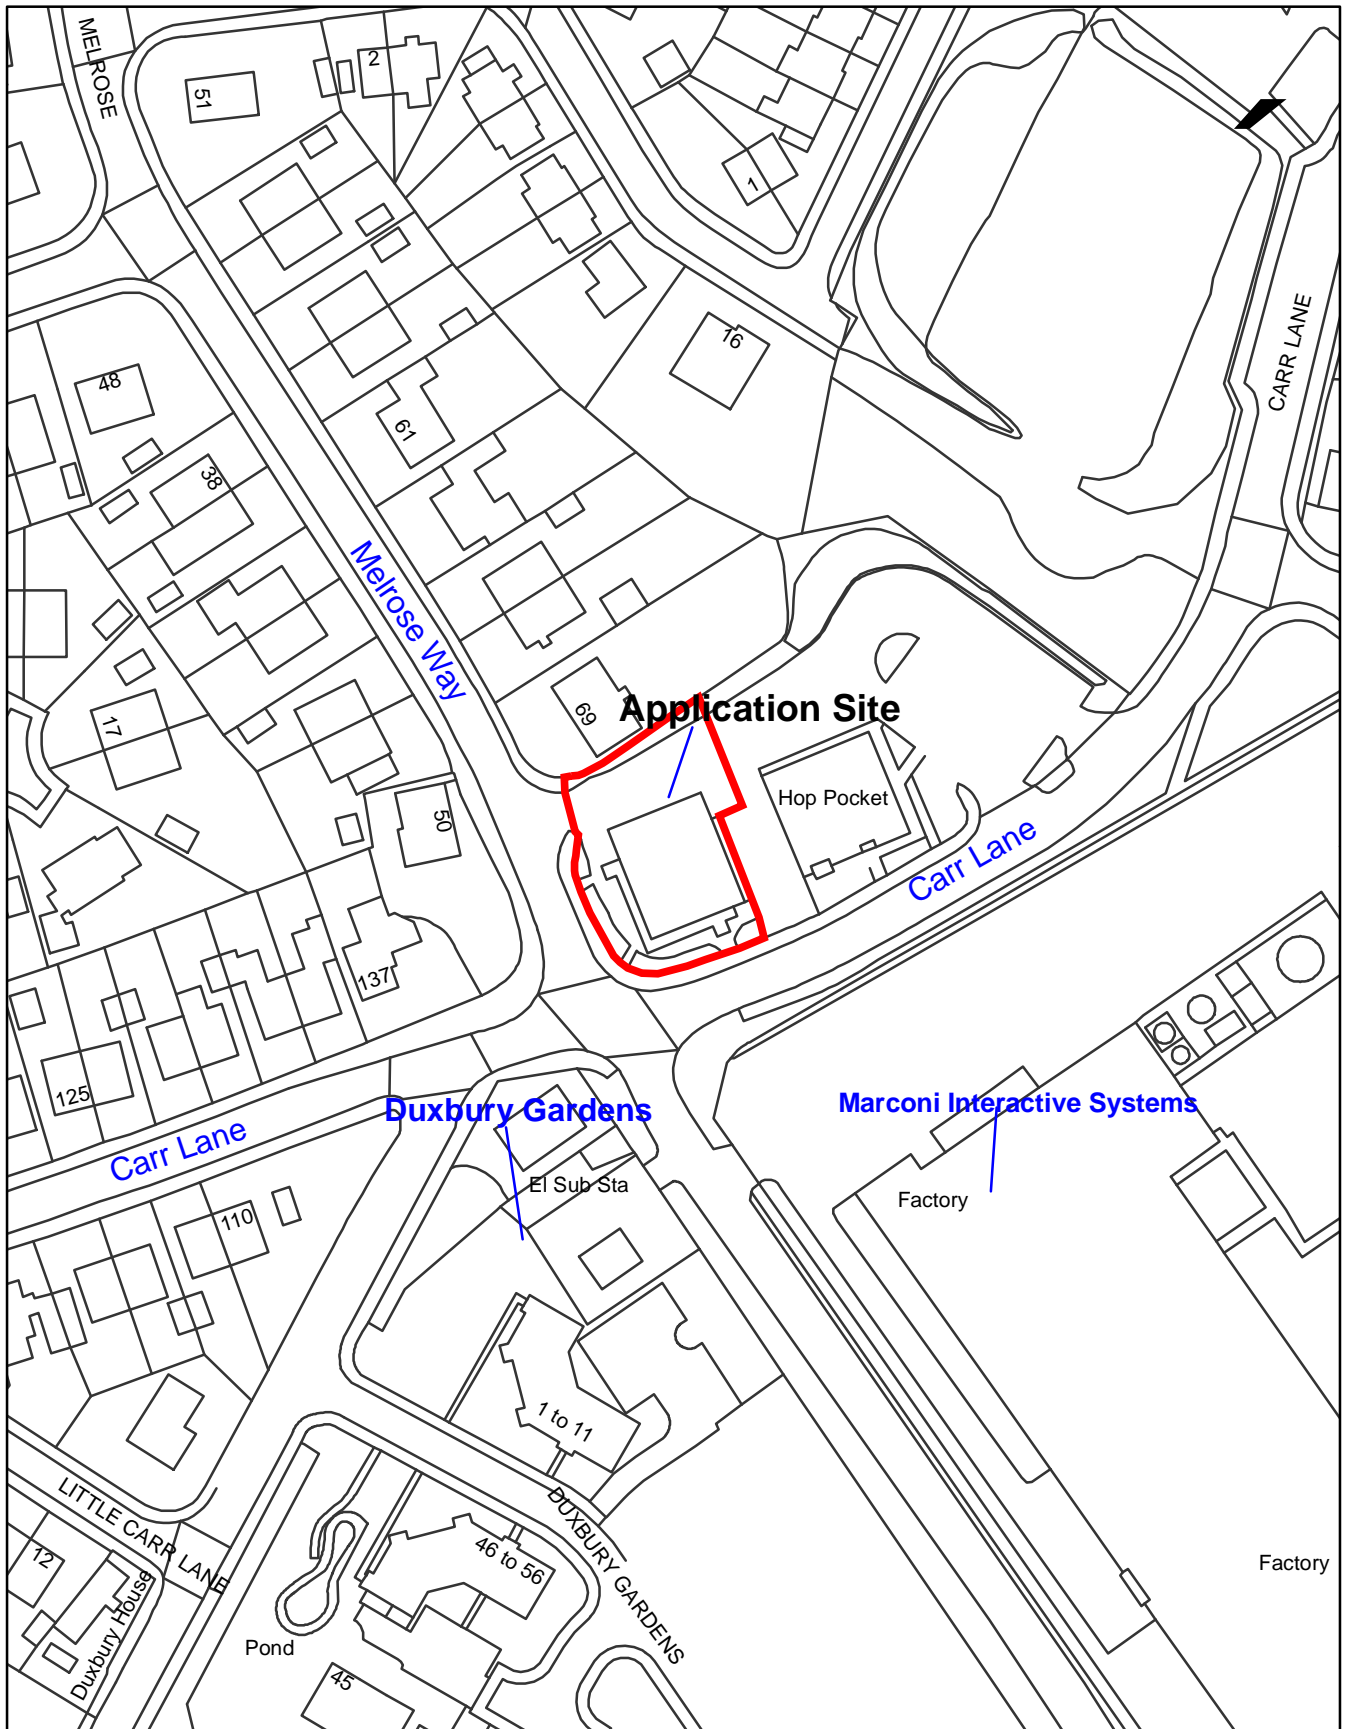 MELROSE
2
51
1
CARR LANE
16
48
61
38
Melrose Way
69
Application Site
17
Hop Pocket
50
Carr Lane
137
125
Duxbury Gardens
Marconi Interactive Systems
Carr Lane
El Sub Sta
Factory
110
1 to 11
LITTLE CARR LANE
DUXBURY GARDENS
46 to 56
12
Factory
Duxbury House
Pond
45